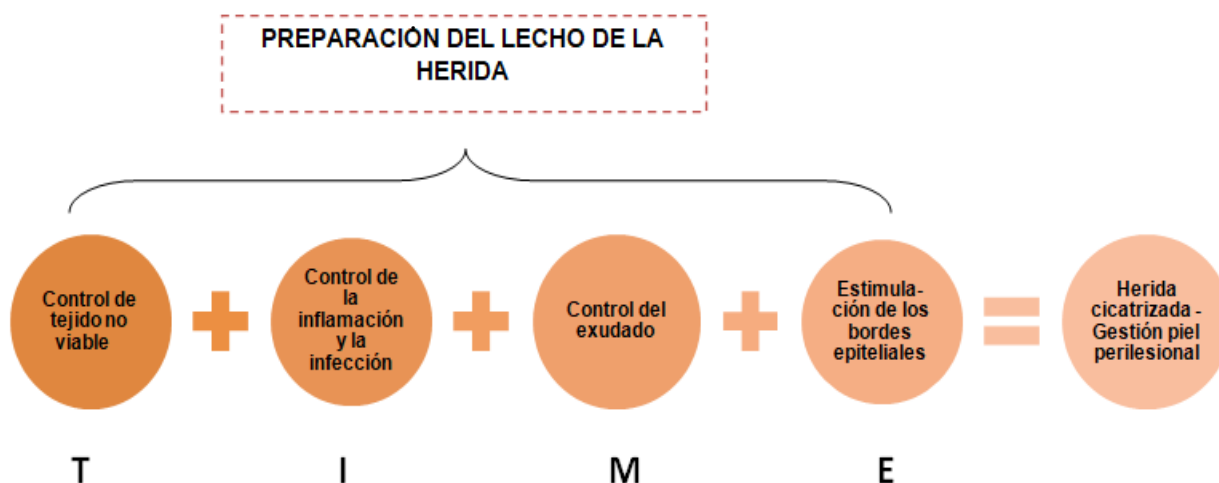 PREPARACIÓN DEL LECHO DE LA
HERIDA
Control de
tejido no
viable
Control de
la
inflamación
y la
infección
Control del
exudado
Estimula-
ción de los
bordes
epiteliales
Herida
cicatrizada -
Gestión piel
perilesional
T
I
M
E